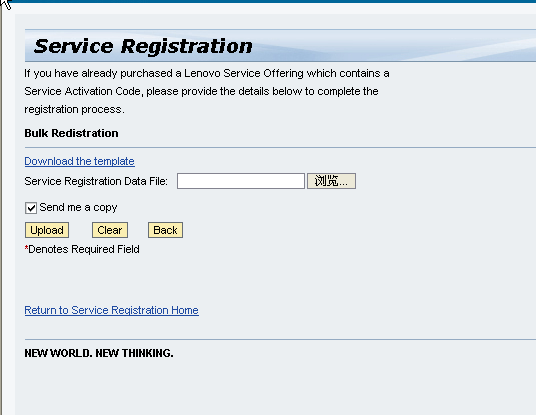 Service Registration
If you have already purchased a Lenovo Service Offering which contains a
Service Activation Code, please provide the details below to complete the
registration process.
Bulk Redistration
Download the template
Service Registration Data File: 浏览...
Send me a copy
Upload Clear Back
*Denotes Required Field
Return to Service Registration Home
NEW WORLD. NEW THINKING.